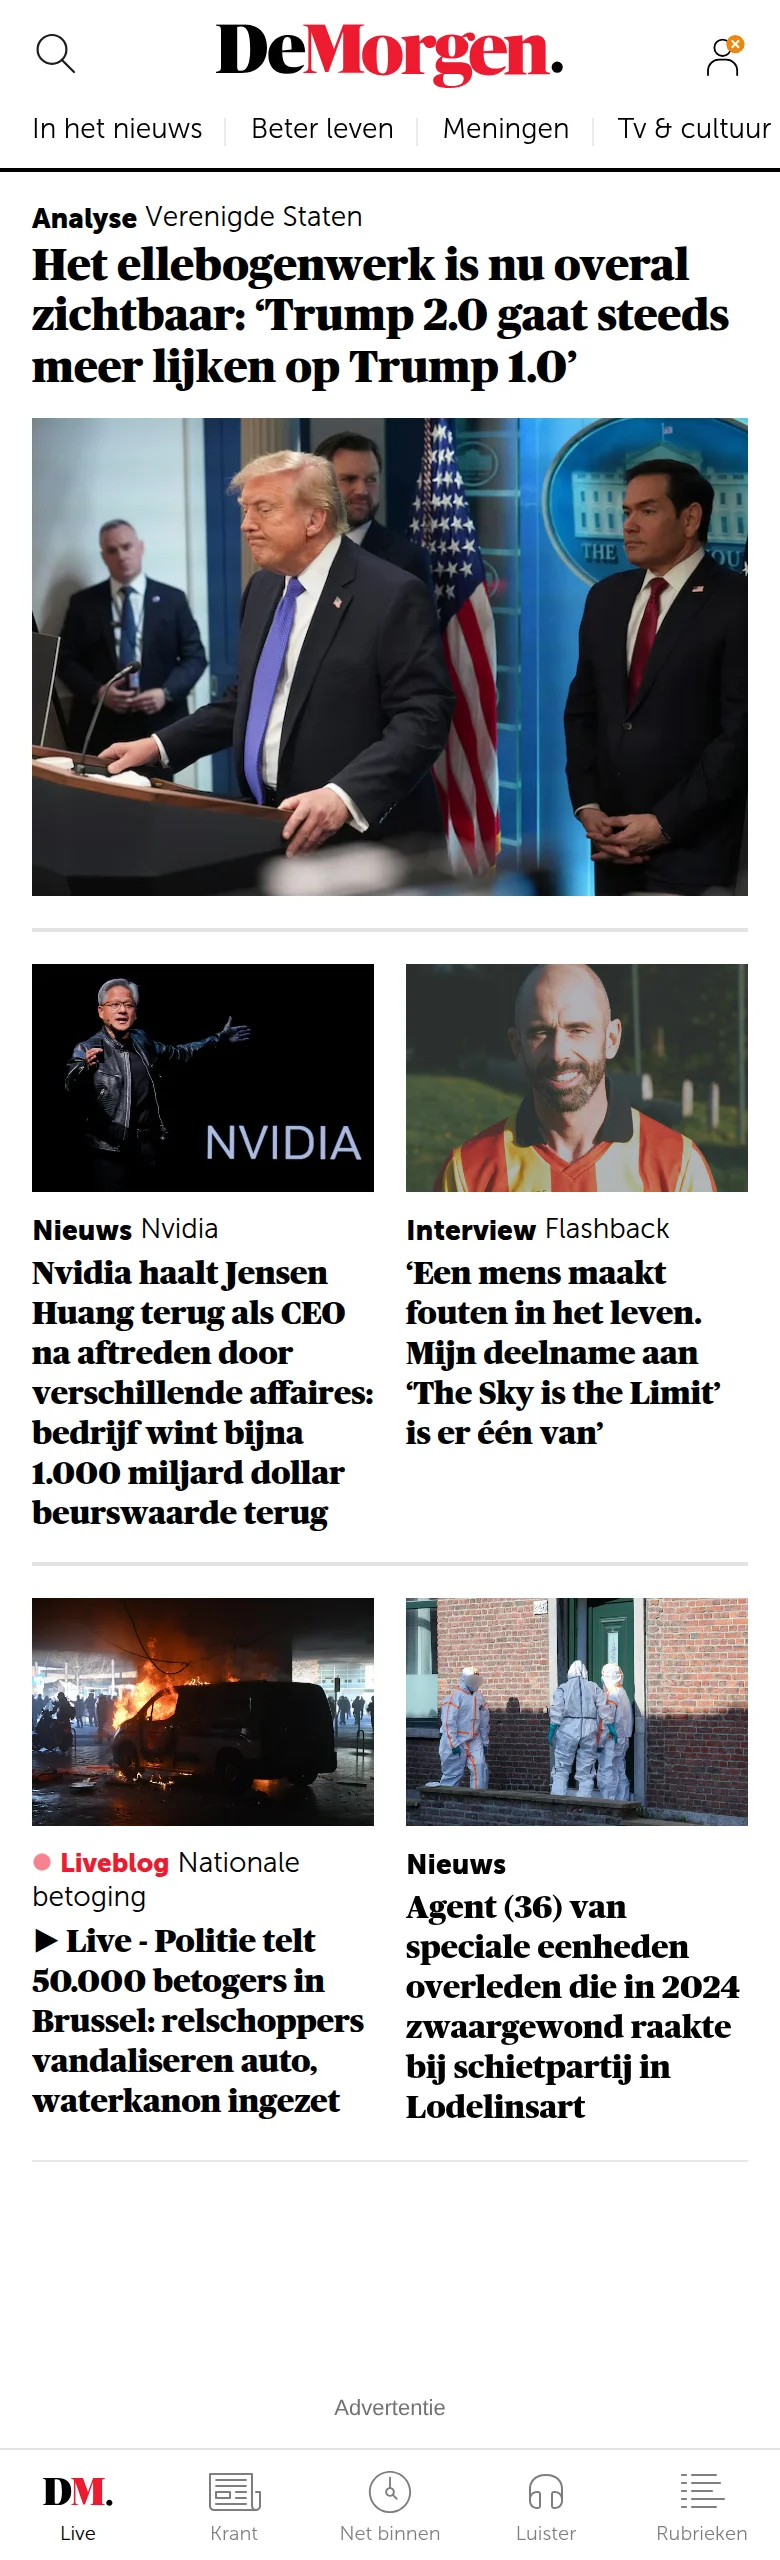 DeMorgen.
In het nieuws
Beter leven
Meningen
Tv & cultuur
Analyse Verenigde Staten
Het ellebogenwerk is nu overal
zichtbaar: ‘Trump 2.0 gaat steeds
meer lijken op Trump 1.0’
THE
NVIDIA
Nieuws Nvidia
Nvidia haalt Jensen
Huang terug als CEO
na aftreden door
verschillende affaires:
bedrijf wint bijna
1.000 miljard dollar
beurswaarde terug
Interview Flashback
‘Een mens maakt
fouten in het leven.
Mijn deelname aan
‘The Sky is the Limit’
is er één van’
Liveblog Nationale
betoging
▶ Live - Politie telt
50.000 betogers in
Brussel: relschoppers
vandaliseren auto,
waterkanon ingezet
Nieuws
Agent (36) van
speciale eenheden
overleden die in 2024
zwaargewond raakte
bij schietpartij in
Lodelinsart
Advertentie
DM.
Live
Krant
Net binnen
Luister
Rubrieken